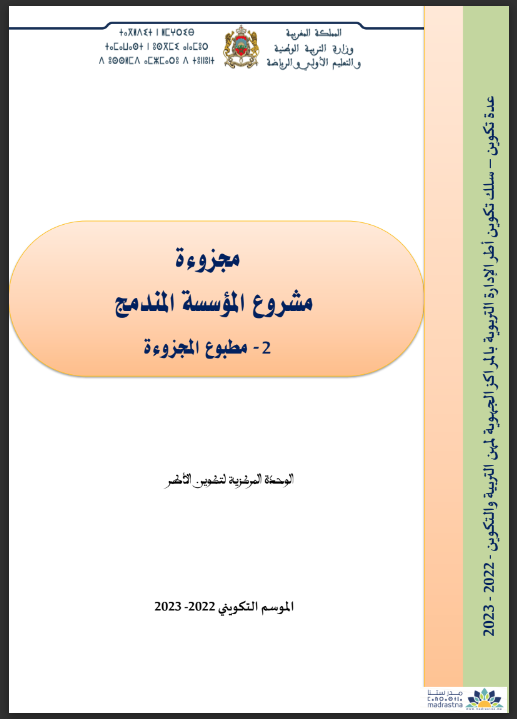 المملكة المغربية
وزارة التربية الوطنية
والتعليم الأولي والرياضة
ⵜⴰⴳⵍⴷⵉⵜ ⵏ ⵍⵎⵖⵔⵉⴱ
ⵜⴰⵎⴰⵡⴰⵙⵜ ⵏ ⵓⵙⴳⵎⵉ ⴰⵏⴰⵎⵓⵔ
ⴷ ⵓⵙⵙⵍⵎⴷ ⴰⵎⵣⵡⴰⵔⵓ ⴷ ⵜⵓⵏⵏⵓⵏⵜ
مجزوءة
مشروع المؤسسة المندمج
2- مطبوع المجزوءة
الوحدة المركزية لتكوين الأطر
الموسم التكويني 2022- 2023
عدة تكوين – سلك تكوين أطر الإدارة التربوية بالمراكز الجهوية لمهن التربية والتكوين - 2022 - 2023
مدرستنا
madrastna